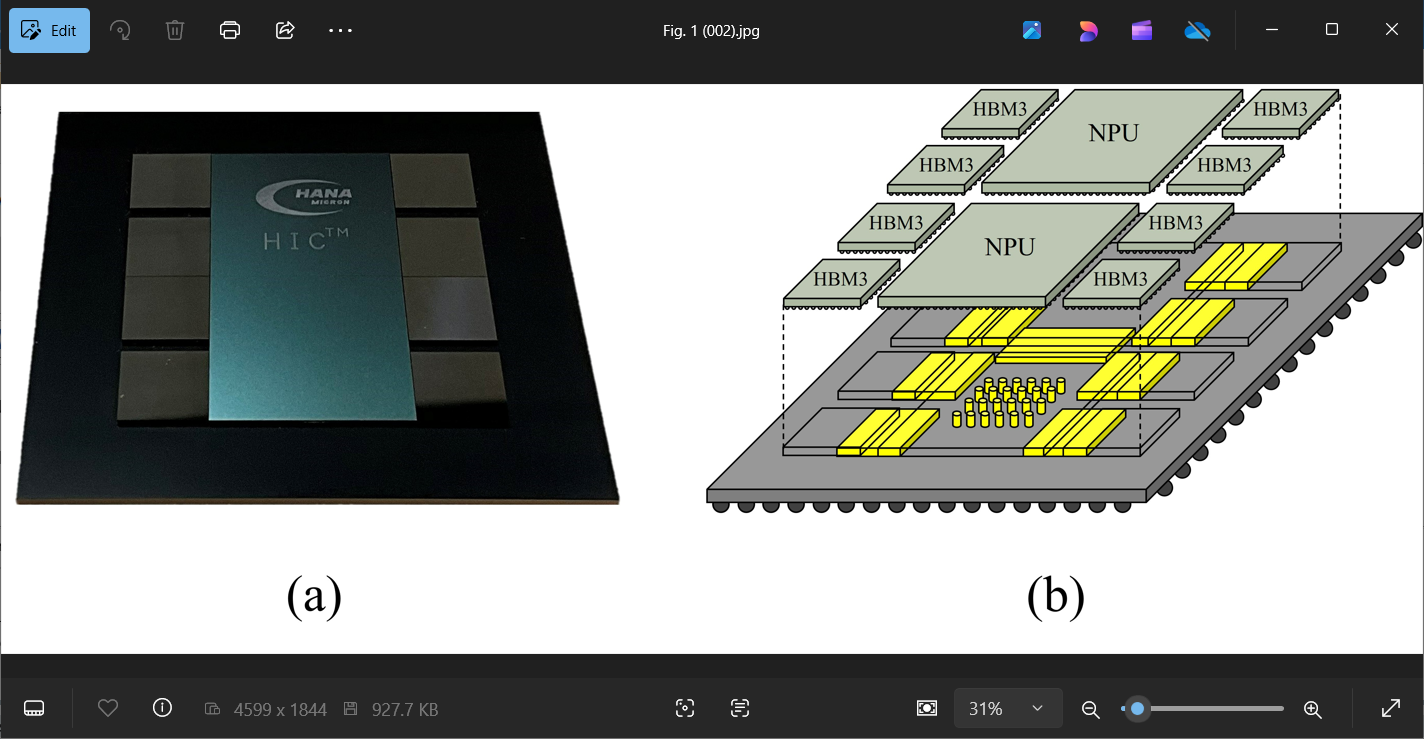 Edit
Fig. 1 (002).jpg
HANA
MICRON
HIC™
HBM3
NPU
HBM3
HBM3
HBM3
HBM3
NPU
HBM3
HBM3
HBM3
(a)
(b)
4599 x 1844
927.7 KB
31%